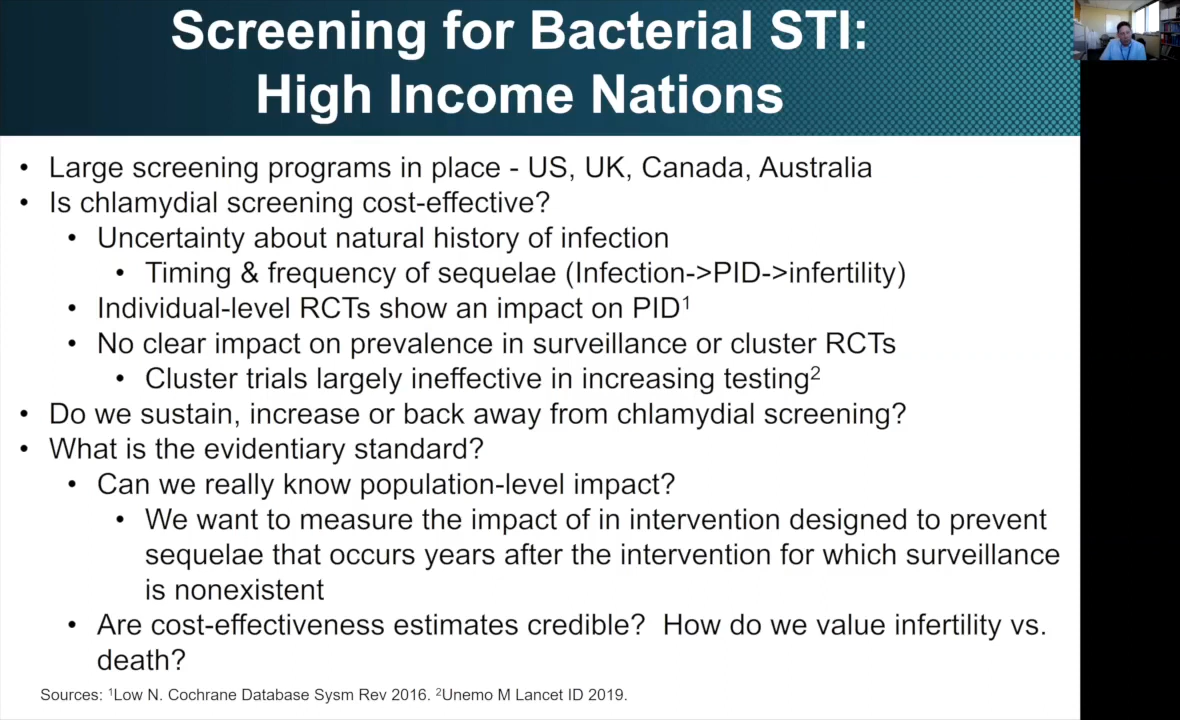 Screening for Bacterial STI:
High Income Nations
• Large screening programs in place - US, UK, Canada, Australia
• Is chlamydial screening cost-effective?
• Uncertainty about natural history of infection
• Timing & frequency of sequelae (Infection->PID->infertility)
• Individual-level RCTs show an impact on PID¹
• No clear impact on prevalence in surveillance or cluster RCTs
• Cluster trials largely ineffective in increasing testing²
• Do we sustain, increase or back away from chlamydial screening?
• What is the evidentiary standard?
• Can we really know population-level impact?
• We want to measure the impact of in intervention designed to prevent
sequelae that occurs years after the intervention for which surveillance
is nonexistent
• Are cost-effectiveness estimates credible? How do we value infertility vs.
death?
Sources: ¹Low N. Cochrane Database Sysm Rev 2016. ²Unemo M Lancet ID 2019.